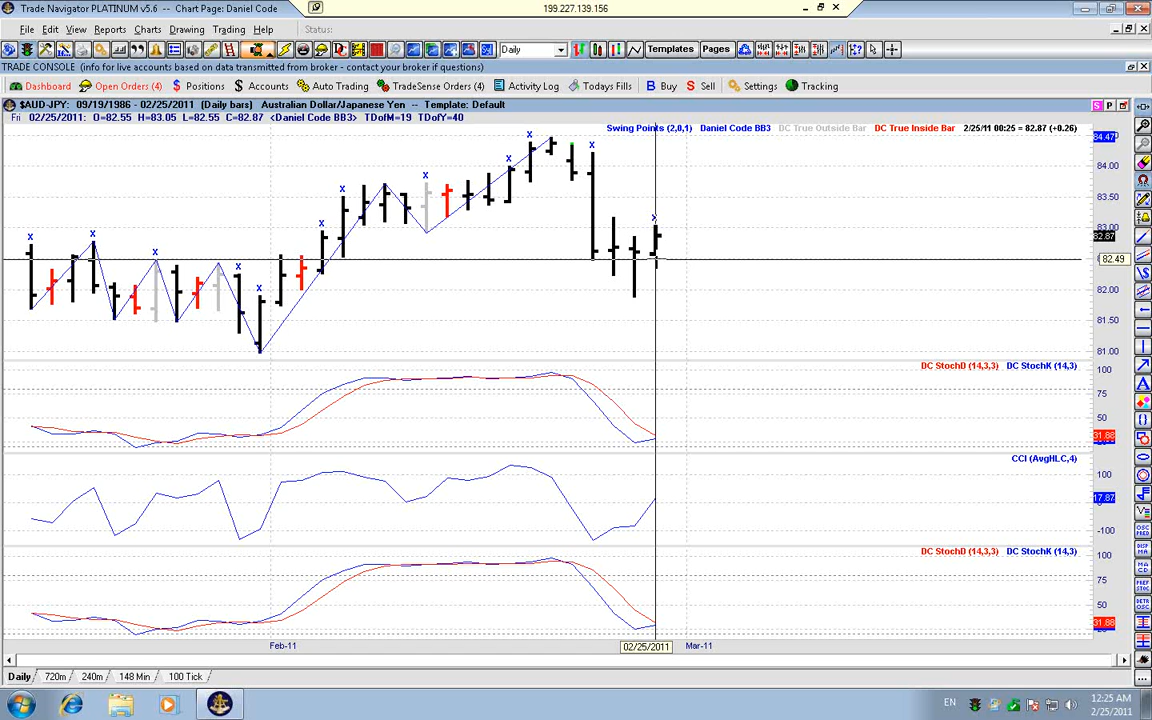 Trade Navigator PLATINUM v5.6 -- Chart Page: Daniel Code
199.227.139.156
File Edit View Reports Charts Drawing Trading Help Status:
Daily Templates Pages
TRADE CONSOLE (info for live accounts based on data transmitted from broker - contact your broker if questions)
Dashboard Open Orders (4) $ Positions $ Accounts Auto Trading TradeSense Orders (4) Activity Log Todays Fills B Buy S Sell Settings Tracking
$AUD-JPY: 09/19/1986 - 02/25/2011 (Daily bars) Australian Dollar/Japanese Yen - Template: Default
S P
Fri 02/25/2011: O=82.55 H=83.05 L=82.55 C=82.87 <Daniel Code BB3> TDofM=19 TDofY=40
Swing Points (2,0,1) Daniel Code BB3 DC True Outside Bar DC True Inside Bar 2/25/11 00:25 = 82.87 (+0.26)
84.47
84.00
83.50
83.00
82.87
82.49
82.00
81.50
81.00
DC StochD (14,3,3) DC StochK (14,3)
100
75
50
31.88
CCI (AvgHLC,4)
100
17.87
-100
DC StochD (14,3,3) DC StochK (14,3)
100
75
50
31.88
Feb-11 02/25/2011 Mar-11
Daily 720m 240m 148 Min 100 Tick
EN
12:25 AM
2/25/2011